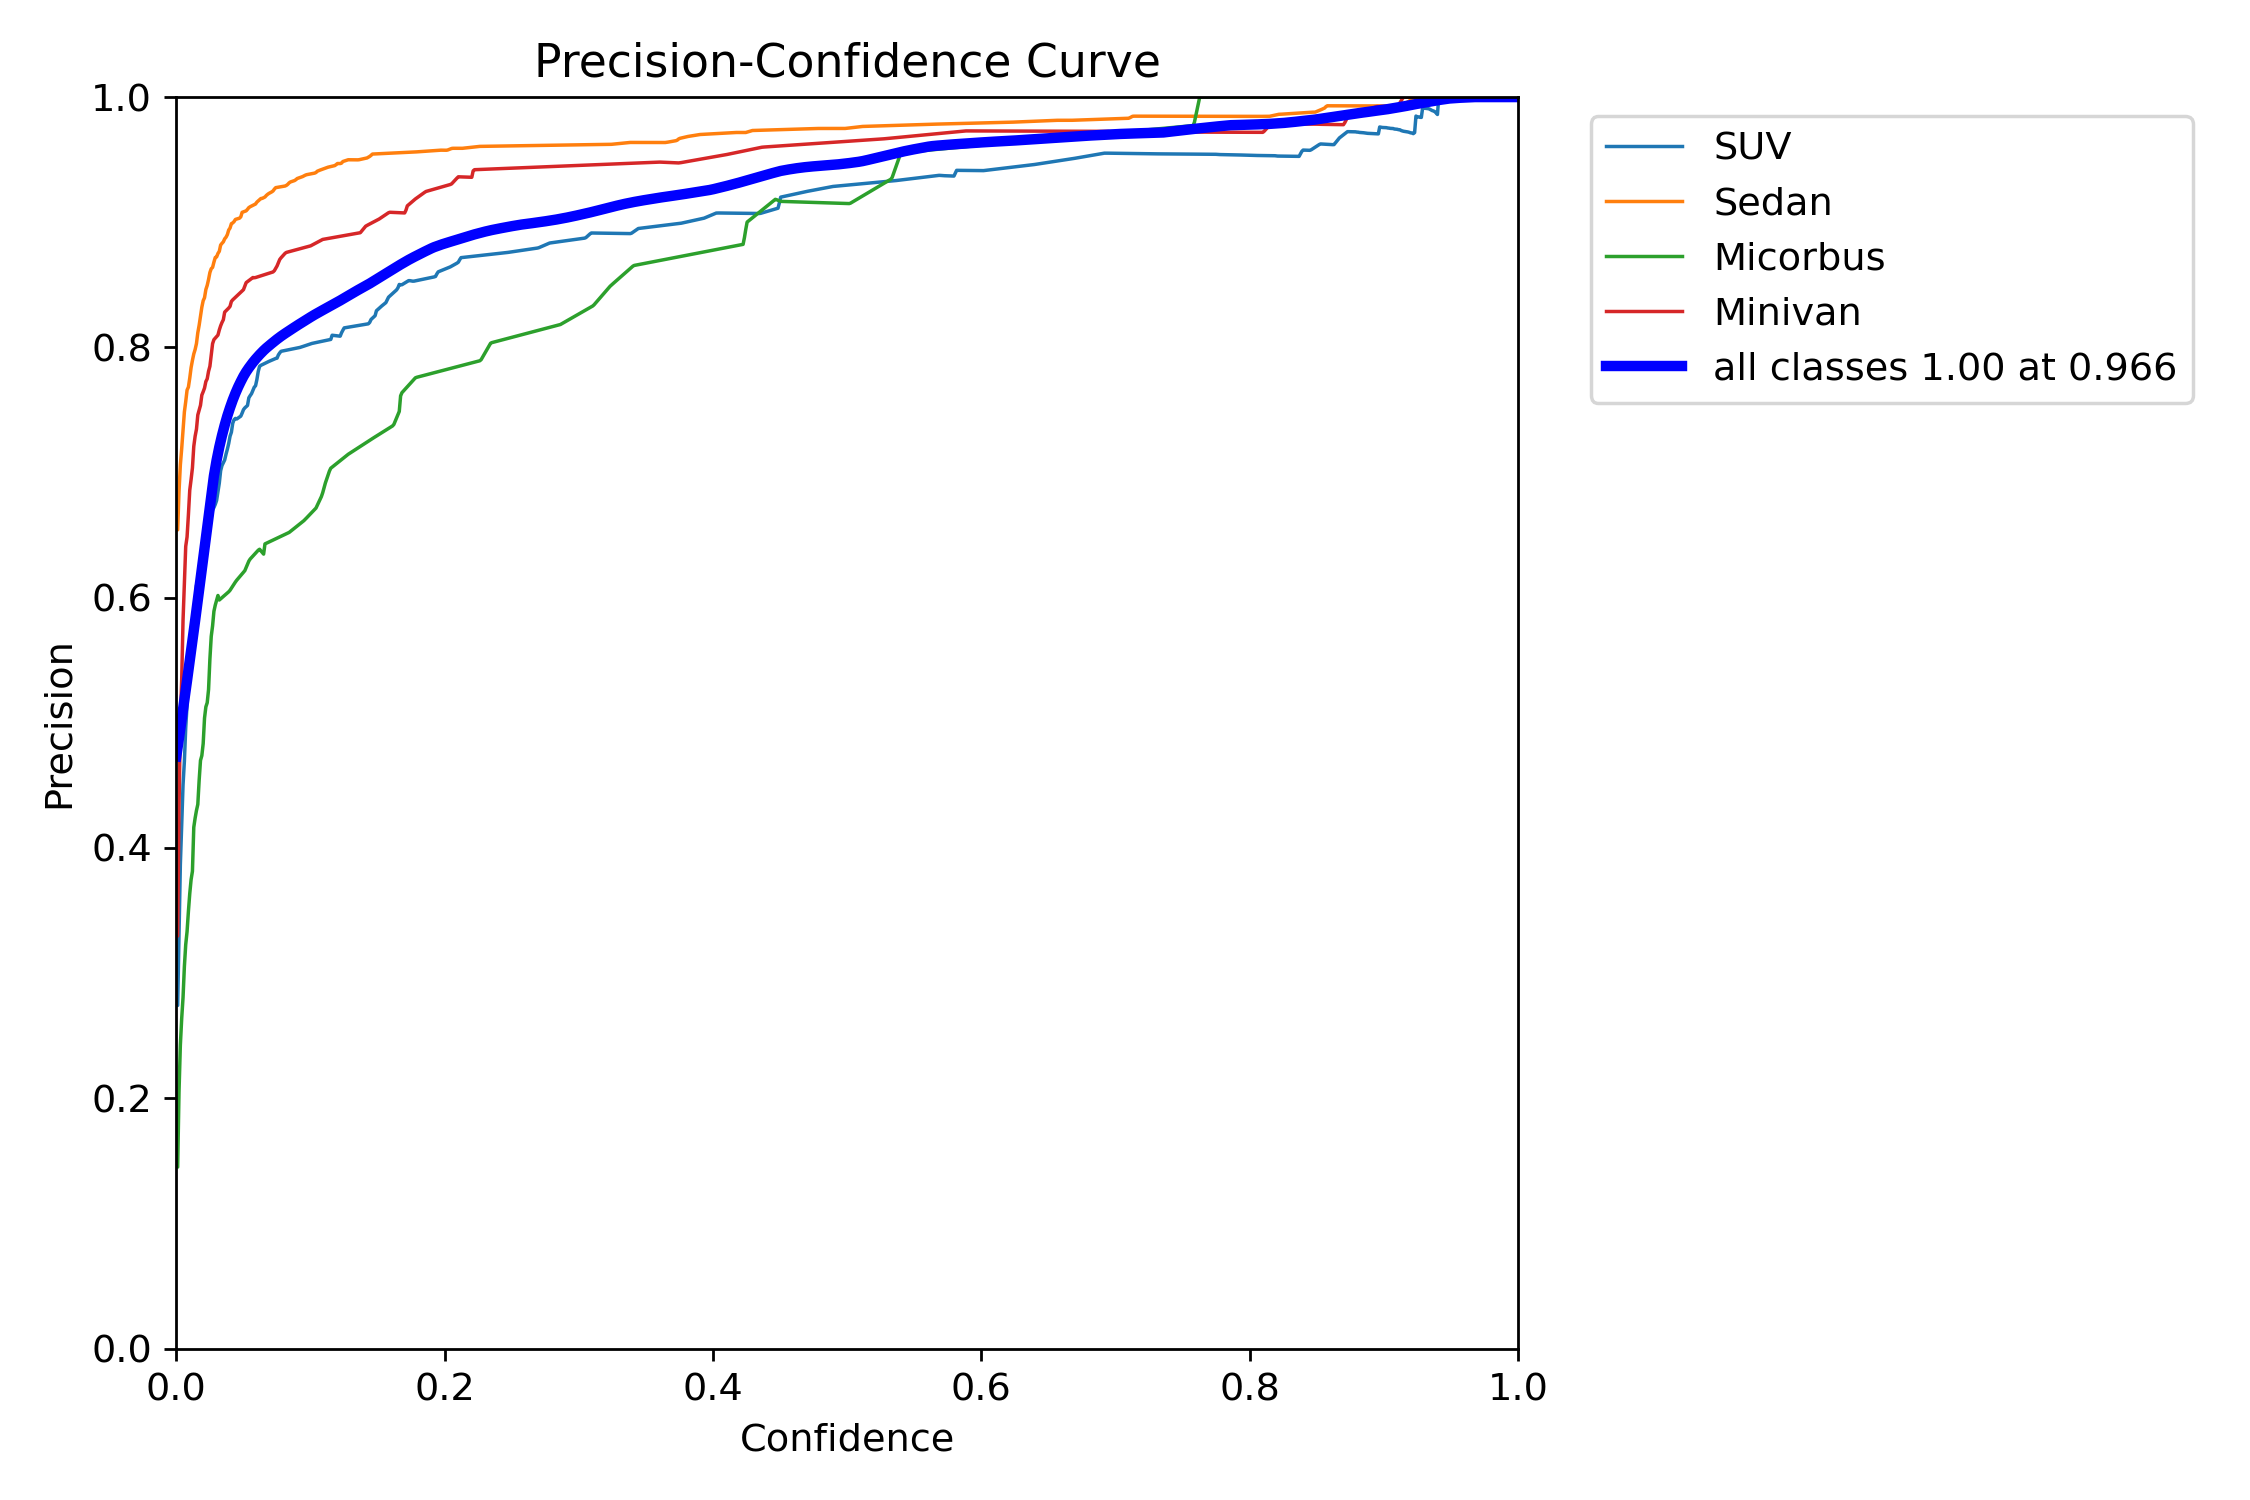 Precision-Confidence Curve
1.0
0.8
0.6
0.4
0.2
0.0
Precision
0.0 0.2 0.4 0.6 0.8 1.0
Confidence
SUV
Sedan
Micorbus
Minivan
all classes 1.00 at 0.966